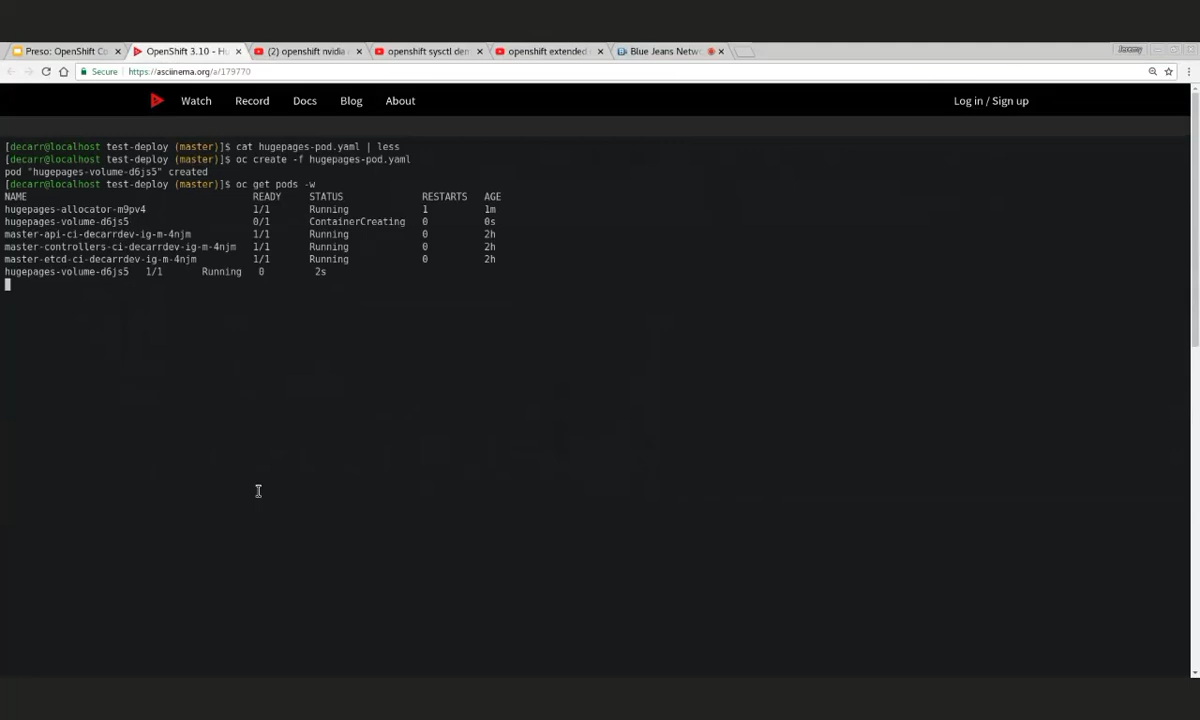 Preso: OpenShift Co
OpenShift 3.10 - Hu
(2) openshift nvidia
openshift sysctl dem
openshift extended
Blue Jeans Netw
Jeremy
Secure
https://asciinema.org/a/179770
Watch
Record
Docs
Blog
About
Log in / Sign up
[decarr@localhost test-deploy (master)]$ cat hugepages-pod.yaml | less
[decarr@localhost test-deploy (master)]$ oc create -f hugepages-pod.yaml
pod "hugepages-volume-d6js5" created
[decarr@localhost test-deploy (master)]$ oc get pods -w
NAME READY STATUS RESTARTS AGE
hugepages-allocator-m9pv4 1/1 Running 1 1m
hugepages-volume-d6js5 0/1 ContainerCreating 0 0s
master-api-ci-decarrdev-ig-m-4njm 1/1 Running 0 2h
master-controllers-ci-decarrdev-ig-m-4njm 1/1 Running 0 2h
master-etcd-ci-decarrdev-ig-m-4njm 1/1 Running 0 2h
hugepages-volume-d6js5 1/1 Running 0 2s